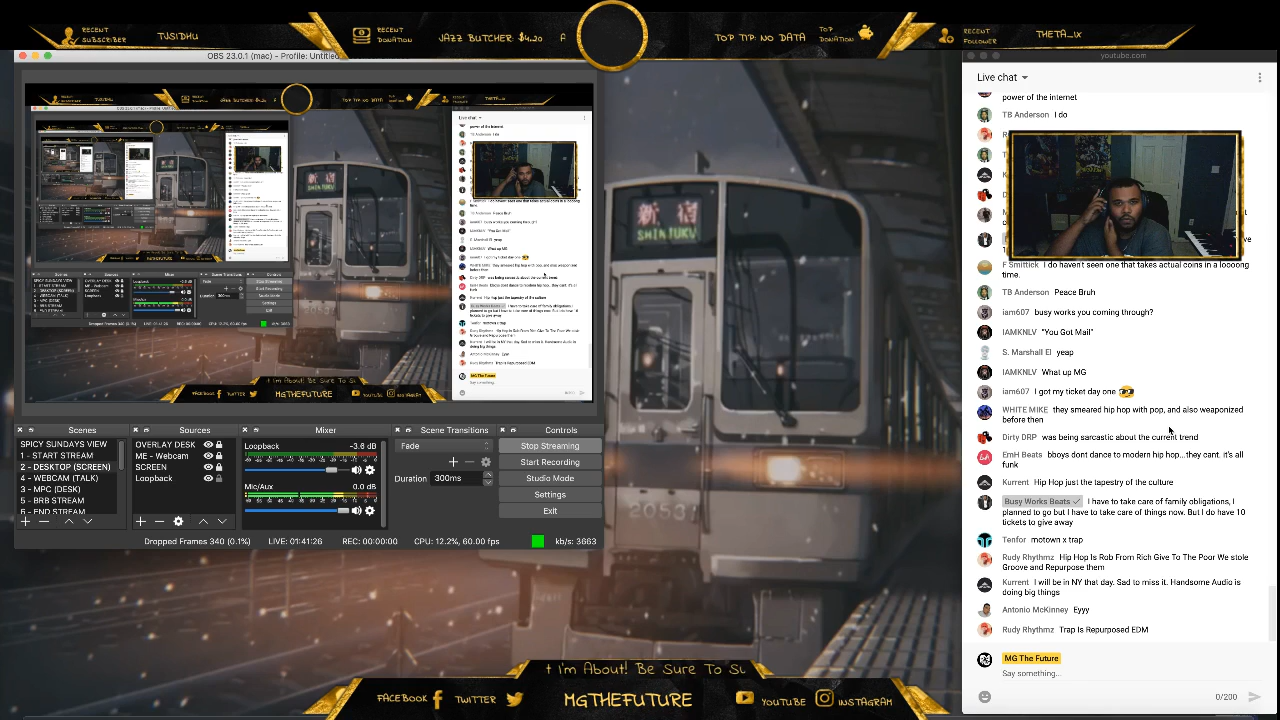 RECENT SUBSCRIBER
TUSIDHU
RECENT DONATION
JAZZ BUTCHER: $4.20
A
TOP TIP: NO DATA
TOP DONATION
RECENT FOLLOWER
THETA_IX
OBS 23.0.1 (mac) - Profile: Untitle
youtube.com
Live chat
power of the internet
TB Anderson I do
F Smittick I do haven't seen one that takes a
time.
TB Anderson Peace Bruh
iam607 busy works you coming through?
IAMKNLV "You Got Mail"
S. Marshall El yeap
IAMKNLV What up MG
iam607 I got my ticket day one
WHITE MIKE they smeared hip hop with pop, and also weaponized
before then
Dirty DRP was being sarcastic about the current trend
EmH Beats bboys dont dance to modern hip hop...they cant. it's all
funk
Kurrent Hip Hop just the tapestry of the culture
Busy Works Beats I have to take care of family obligations, I
planned to go but I have to take care of things now. But I do have 10
tickets to give away
Tenfor motown x trap
Rudy Rhythmz Hip Hop Is Rob From Rich Give To The Poor We stole
Groove and Repurpose them
Kurrent I will be in NY that day. Sad to miss it. Handsome Audio is
doing big things
Antonio McKinney Eyyy
Rudy Rhythmz Trap Is Repurposed EDM
MG The Future
Say something...
0/200
SHINJUKU
20531
Scenes
SPICY SUNDAYS VIEW
1 - START STREAM
2 - DESKTOP (SCREEN)
4 - WEBCAM (TALK)
3 - MPC (DESK)
5 - BRB STREAM
6 - END STREAM
Sources
OVERLAY DESK
ME - Webcam
SCREEN
Loopback
Mixer
Loopback -3.6 dB
Mic/Aux 0.0 dB
Scene Transitions
Fade
Duration 300ms
Controls
Stop Streaming
Start Recording
Studio Mode
Settings
Exit
Dropped Frames 340 (0.1%) LIVE: 01:41:26 REC: 00:00:00 CPU: 12.2%, 60.00 fps kb/s: 3663
t I'm About! Be Sure To Su
FACEBOOK TWITTER MGTHEFUTURE YOUTUBE INSTAGRAM